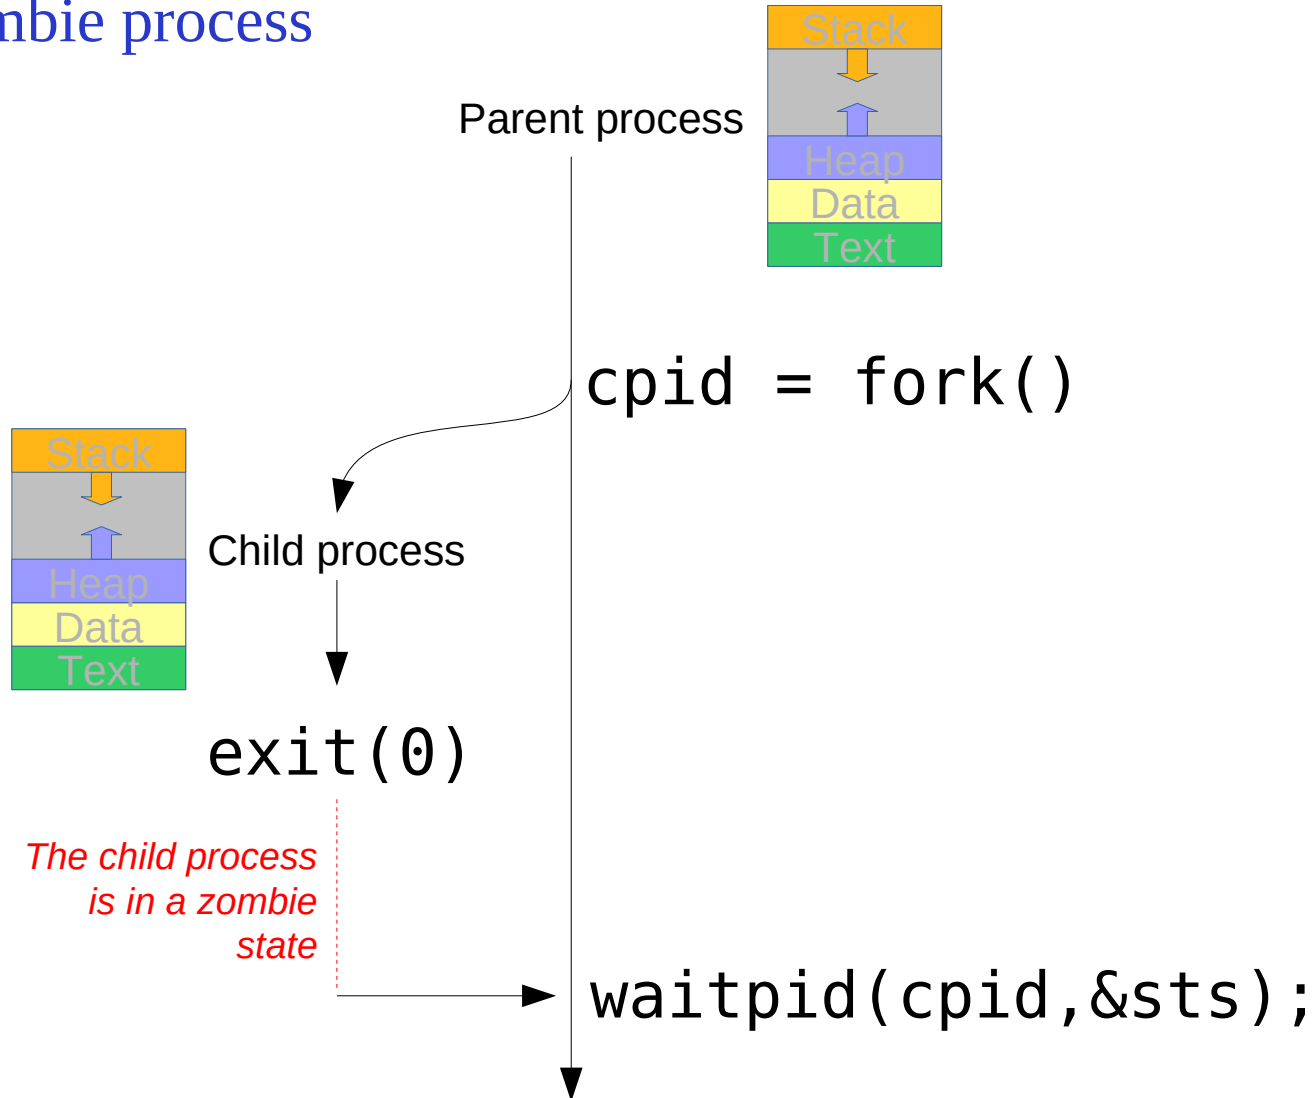 mbie process
Stack
Parent process
Heap
Data
Text
cpid = fork()
Stack
Child process
Heap
Data
Text
exit(0)
The child process
is in a zombie
state
waitpid(cpid,&sts);